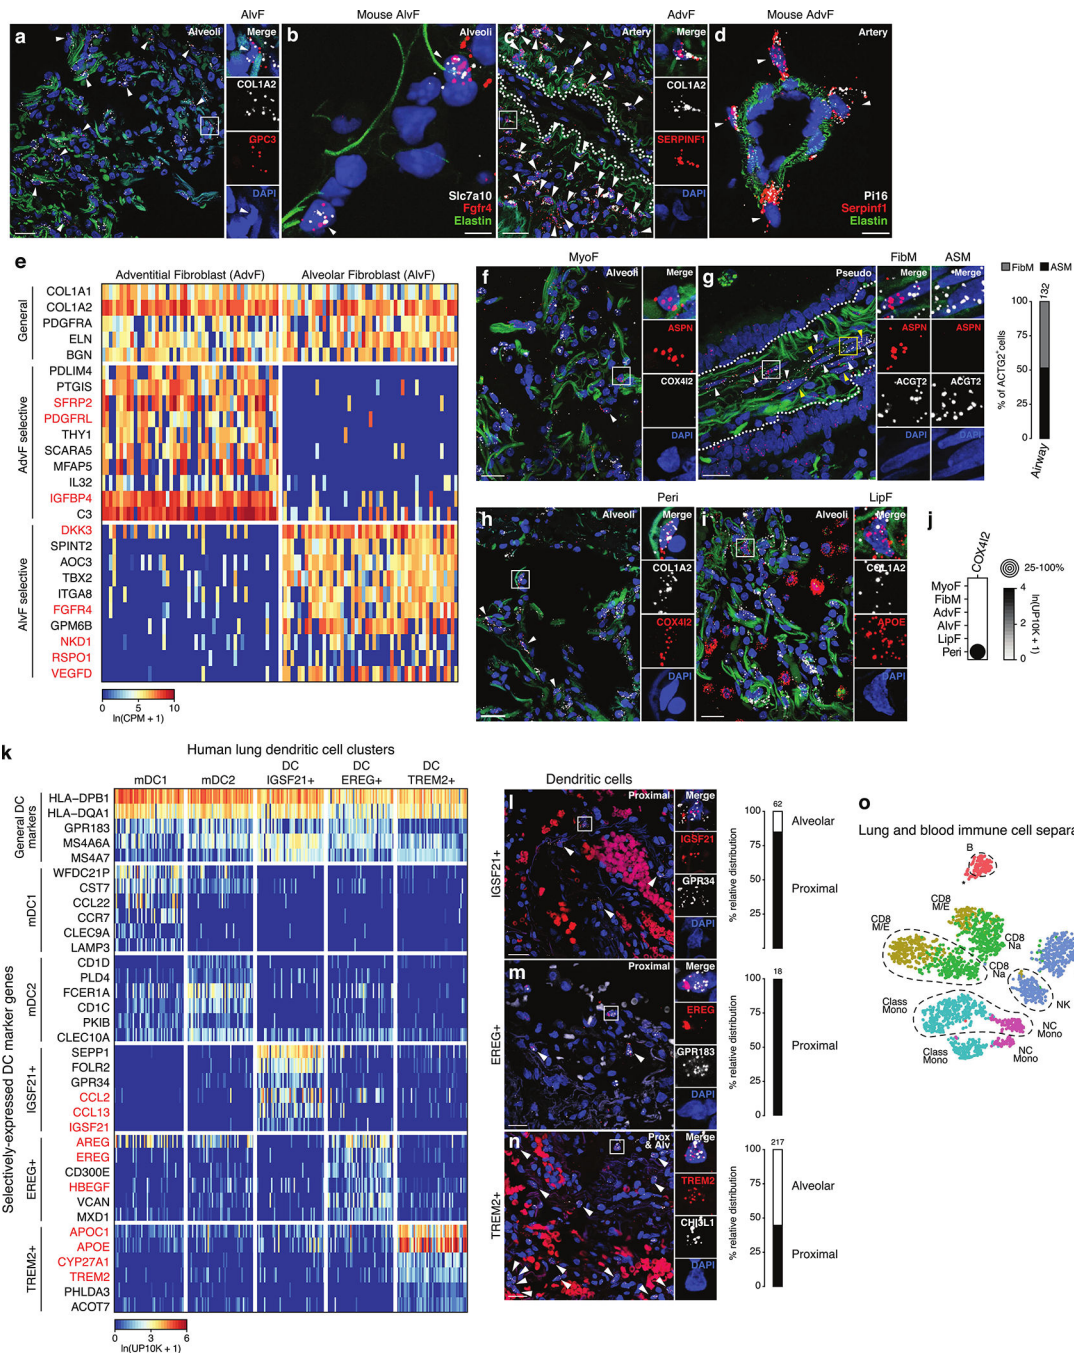 AlvF
Mouse AlvF
AdvF
Mouse AdvF
a
Alveoli
Merge
COL1A2
GPC3
DAPI
b
Alveoli
Slc7a10
Fgfr4
Elastin
c
Artery
Merge
COL1A2
SERPINF1
DAPI
d
Artery
Pi16
Serpinf1
Elastin
e
Adventitial Fibroblast (AdvF)
Alveolar Fibroblast (AlvF)
General
COL1A1
COL1A2
PDGFRA
ELN
BGN
AdvF selective
PDLIM4
PTGIS
SFRP2
PDGFRL
THY1
SCARA5
MFAP5
IL32
IGFBP4
C3
AlvF selective
DKK3
SPINT2
AOC3
TBX2
ITGA8
FGFR4
GPM6B
NKD1
RSPO1
VEGFD
0
5
10
ln(CPM + 1)
MyoF
f
Alveoli
Merge
ASPN
COX4I2
DAPI
FibM
ASM
g
Pseudo
Merge
Merge
ASPN
ASPN
ACGT2
ACGT2
DAPI
DAPI
FibM
ASM
132
100
75
50
25
0
% of ACTG2+cells
Airway
Peri
h
Alveoli
Merge
COL1A2
COX4I2
DAPI
LipF
i
Alveoli
Merge
COL1A2
APOE
DAPI
j
COX4I2
MyoF
FibM
AdvF
AlvF
LipF
Peri
25-100%
4
2
0
ln(UP10K + 1)
k
Human lung dendritic cell clusters
mDC1
mDC2
DC
IGSF21+
DC
EREG+
DC
TREM2+
Selectively-expressed DC marker genes
General DC
markers
HLA−DPB1
HLA−DQA1
GPR183
MS4A6A
MS4A7
mDC1
WFDC21P
CST7
CCL22
CCR7
CLEC9A
LAMP3
mDC2
CD1D
PLD4
FCER1A
CD1C
PKIB
CLEC10A
IGSF21+
SEPP1
FOLR2
GPR34
CCL2
CCL13
IGSF21
EREG+
AREG
EREG
CD300E
HBEGF
VCAN
MXD1
TREM2+
APOC1
APOE
CYP27A1
TREM2
PHLDA3
ACOT7
0
3
6
ln(UP10K + 1)
Dendritic cells
l
IGSF21+
Proximal
Merge
IGSF21
GPR34
DAPI
62
100
75
50
25
% relative distribution
Alveolar
Proximal
m
EREG+
Proximal
Merge
EREG
GPR183
DAPI
18
100
75
50
25
0
% relative distribution
Proximal
n
TREM2+
Prox
& Alv
Merge
TREM2
CHI3L1
DAPI
217
100
75
50
25
0
% relative distribution
Alveolar
Proximal
o
Lung and blood immune cell separa
B
*
CD8
M/E
CD8
M/E
CD8
Na
CD8
Na
NK
Class
Mono
NC
Mono
Class
Mono
NC
Mono